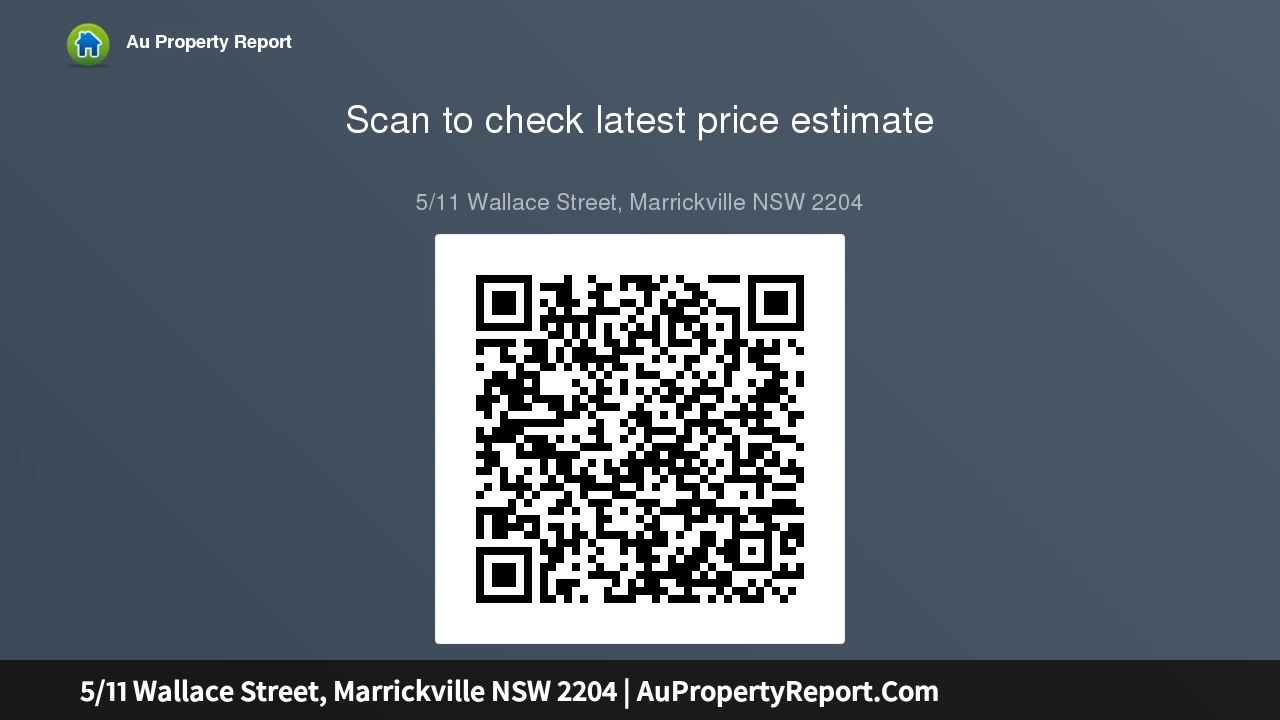 Au Property Report
Scan to check latest price estimate
5/11 Wallace Street, Marrickville NSW 2204
5/11 Wallace Street, Marrickville NSW 2204 | AuPropertyReport.Com